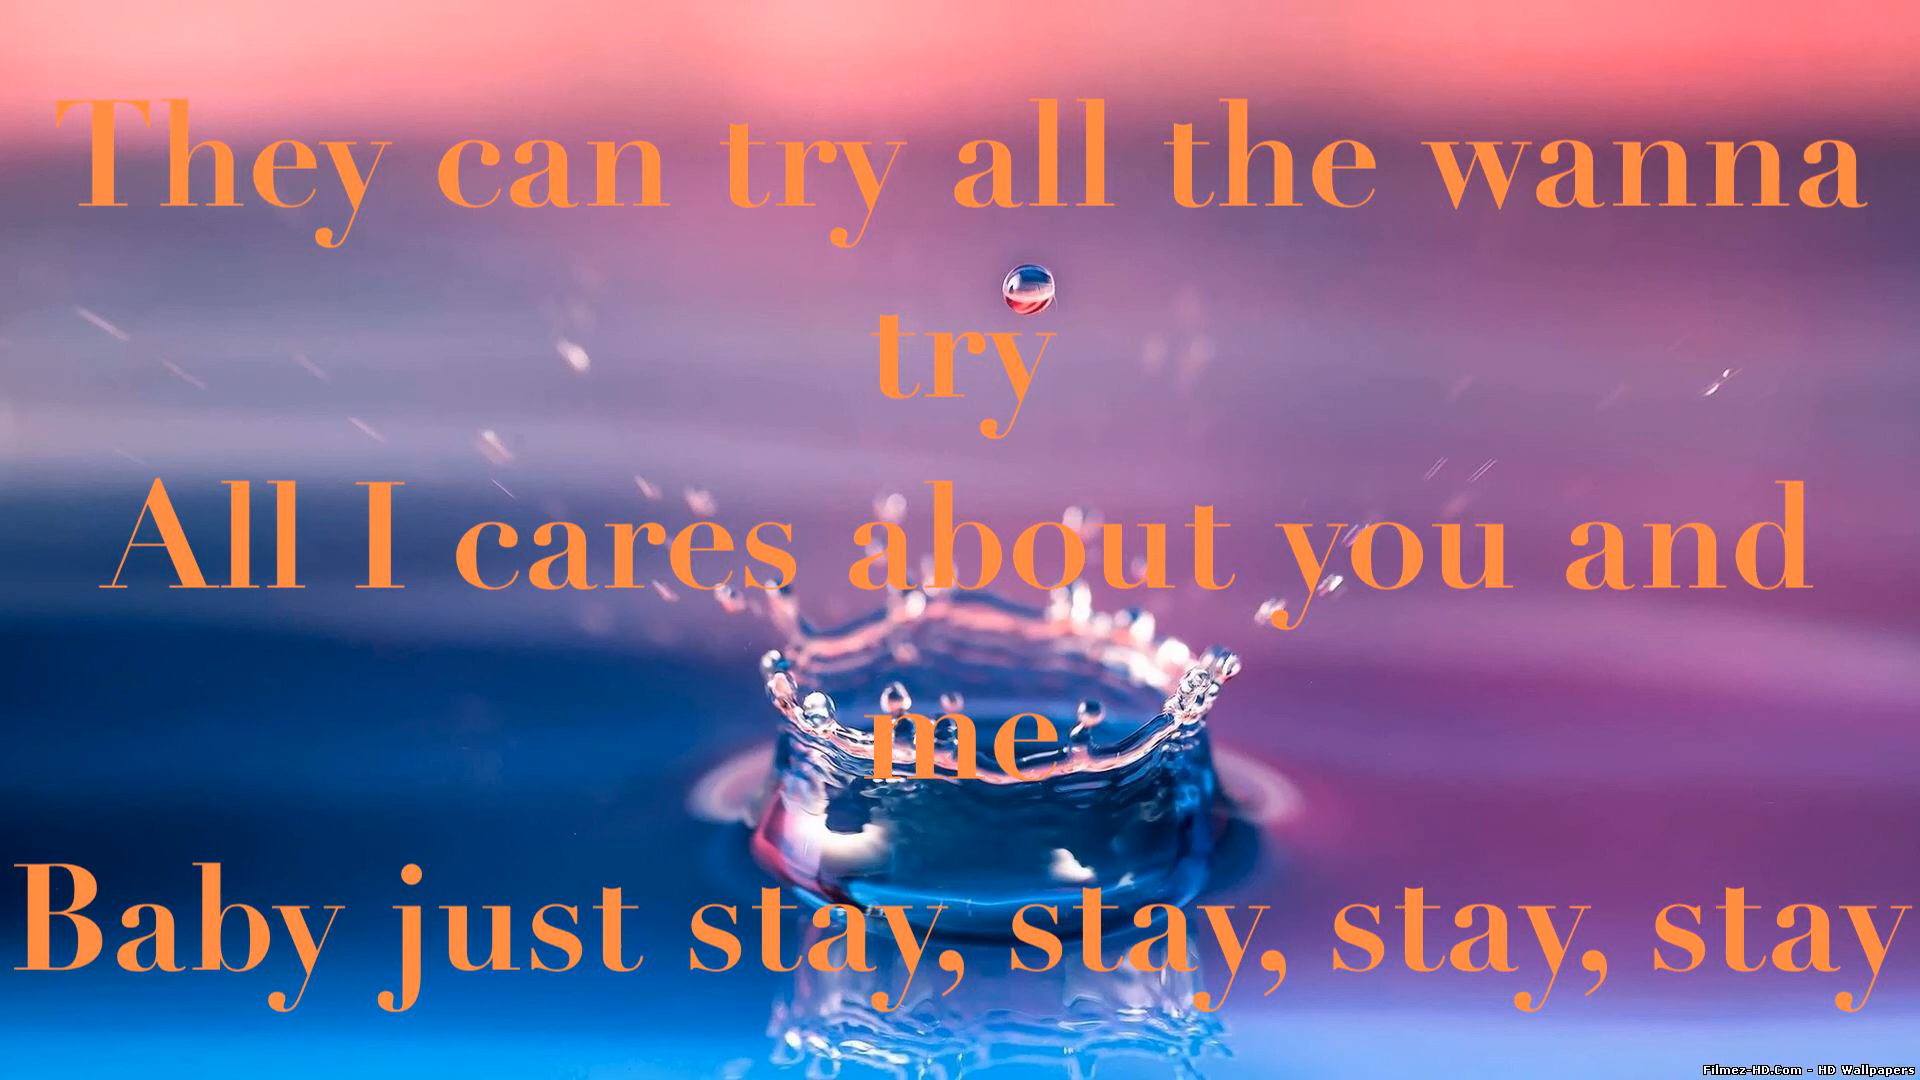 They can try all the wanna
try
All I cares about you and
me
Baby just stay, stay, stay, stay
Filmez-HD.Com - HD Wallpapers